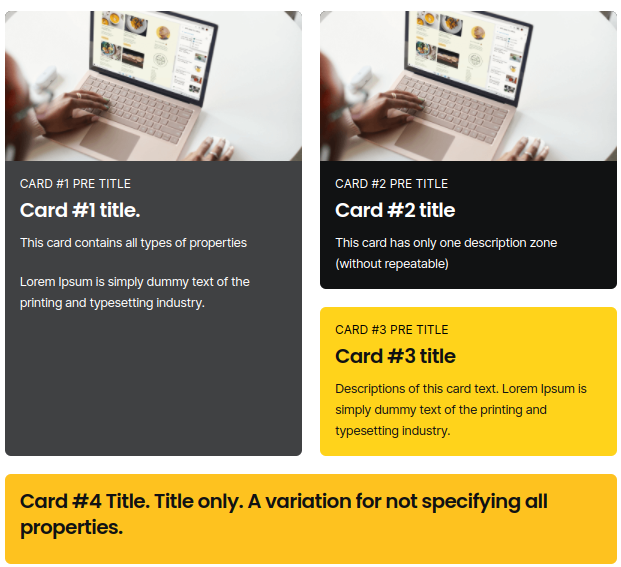 CARD #1 PRE TITLE
Card #1 title.
This card contains all types of properties
Lorem Ipsum is simply dummy text of the
printing and typesetting industry.
CARD #2 PRE TITLE
Card #2 title
This card has only one description zone
(without repeatable)
CARD #3 PRE TITLE
Card #3 title
Descriptions of this card text. Lorem Ipsum is
simply dummy text of the printing and
typesetting industry.
Card #4 Title. Title only. A variation for not specifying all
properties.